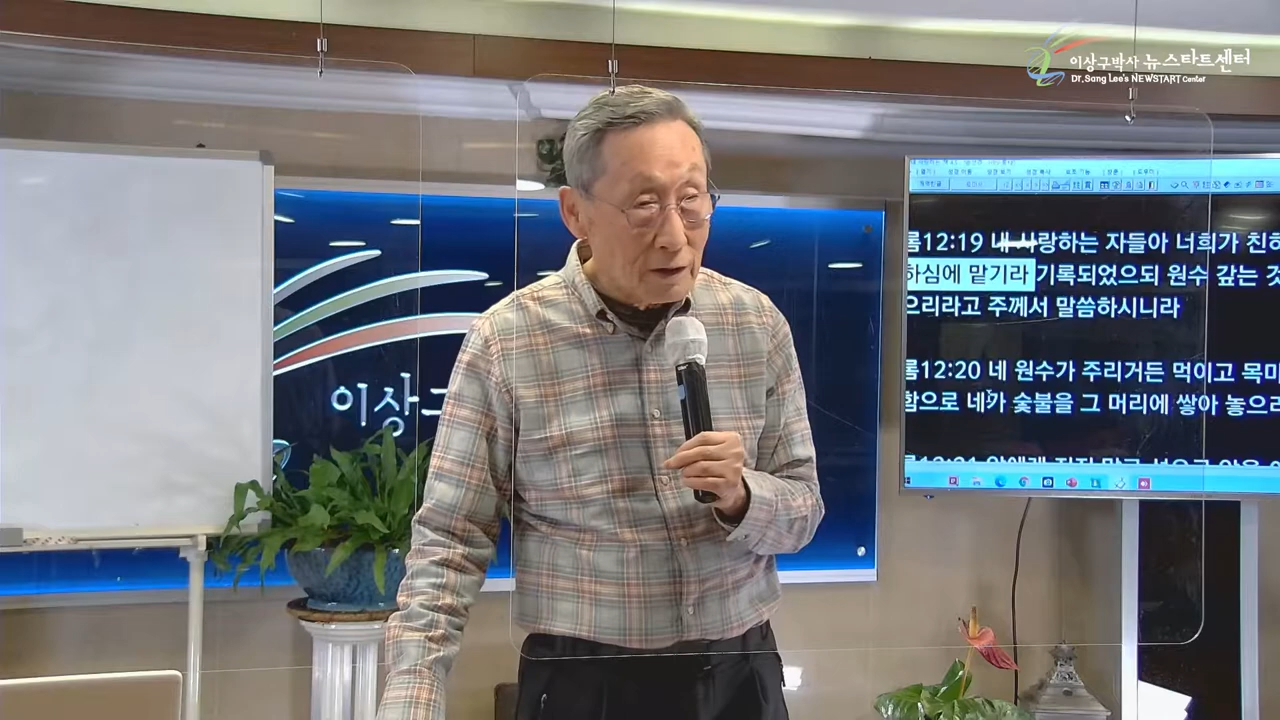 이상구박사 뉴스타트센터
Dr. Sang Lee's NEWSTART Center
이상구
롬12:19 내 사랑하는 자들아 너희가 친히
하심에 맡기라 기록되었으되 원수 갚는 것
으리라고 주께서 말씀하시니라
롬12:20 네 원수가 주리거든 먹이고 목마
함으로 네가 숯불을 그 머리에 쌓아 놓으리